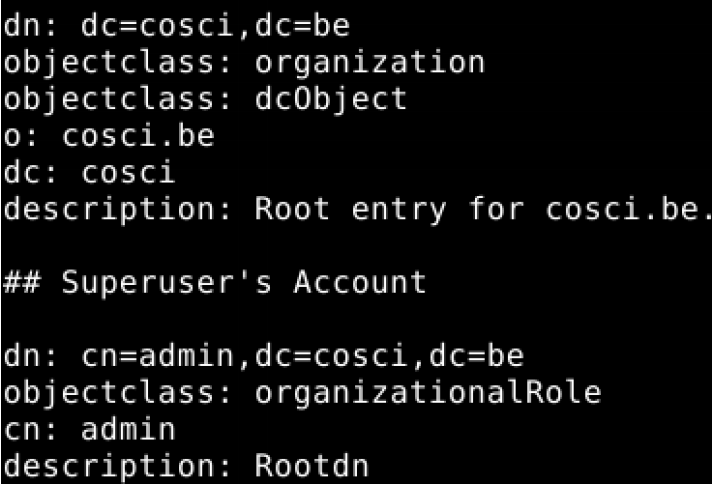 dn: dc=cosci,dc=be
objectclass: organization
objectclass: dcObject
o: cosci.be
dc: cosci
description: Root entry for cosci.be.
## Superuser's Account
dn: cn=admin,dc=cosci,dc=be
objectclass: organizationalRole
cn: admin
description: Rootdn